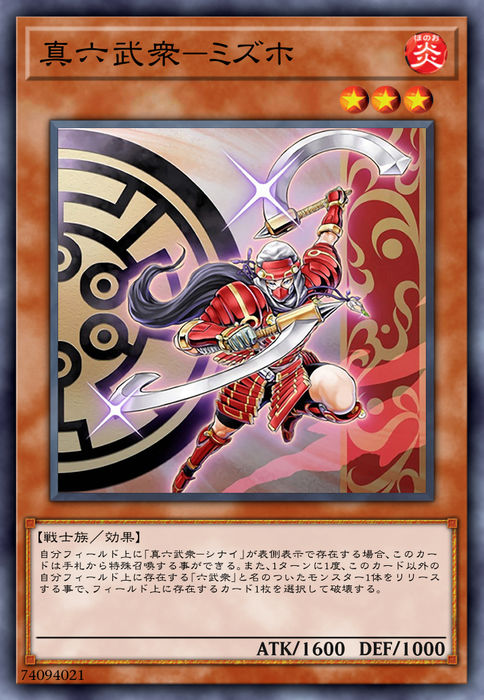 真六武衆－ミズホ
ほのお
炎
【戦士族／効果】
自分フィールド上に「真六武衆－シナイ」が表側表示で存在する場合、このカー
ドは手札から特殊召喚する事ができる。また、1ターンに1度、このカード以外の
自分フィールド上に存在する「六武衆」と名のついたモンスター1体をリリース
する事で、フィールド上に存在するカード1枚を選択して破壊する。
ATK/1600 DEF/1000
74094021